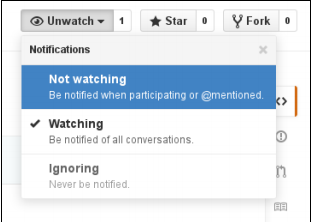 Unwatch 1 Star 0 Fork 0
Notifications
Not watching
Be notified when participating or @mentioned.
Watching
Be notified of all conversations.
Ignoring
Never be notified.